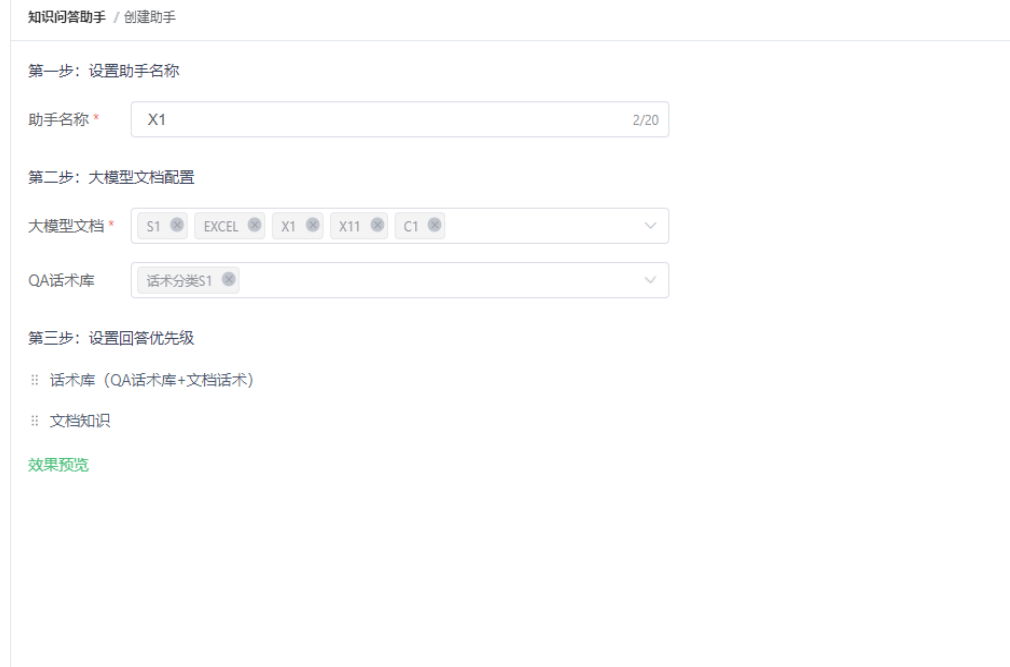 知识问答助手 / 创建助手
第一步：设置助手名称
助手名称 * X1 2/20
第二步：大模型文档配置
大模型文档 * S1 EXCEL X1 X11 C1
QA话术库 话术分类S1
第三步：设置回答优先级
话术库（QA话术库+文档话术）
文档知识
效果预览